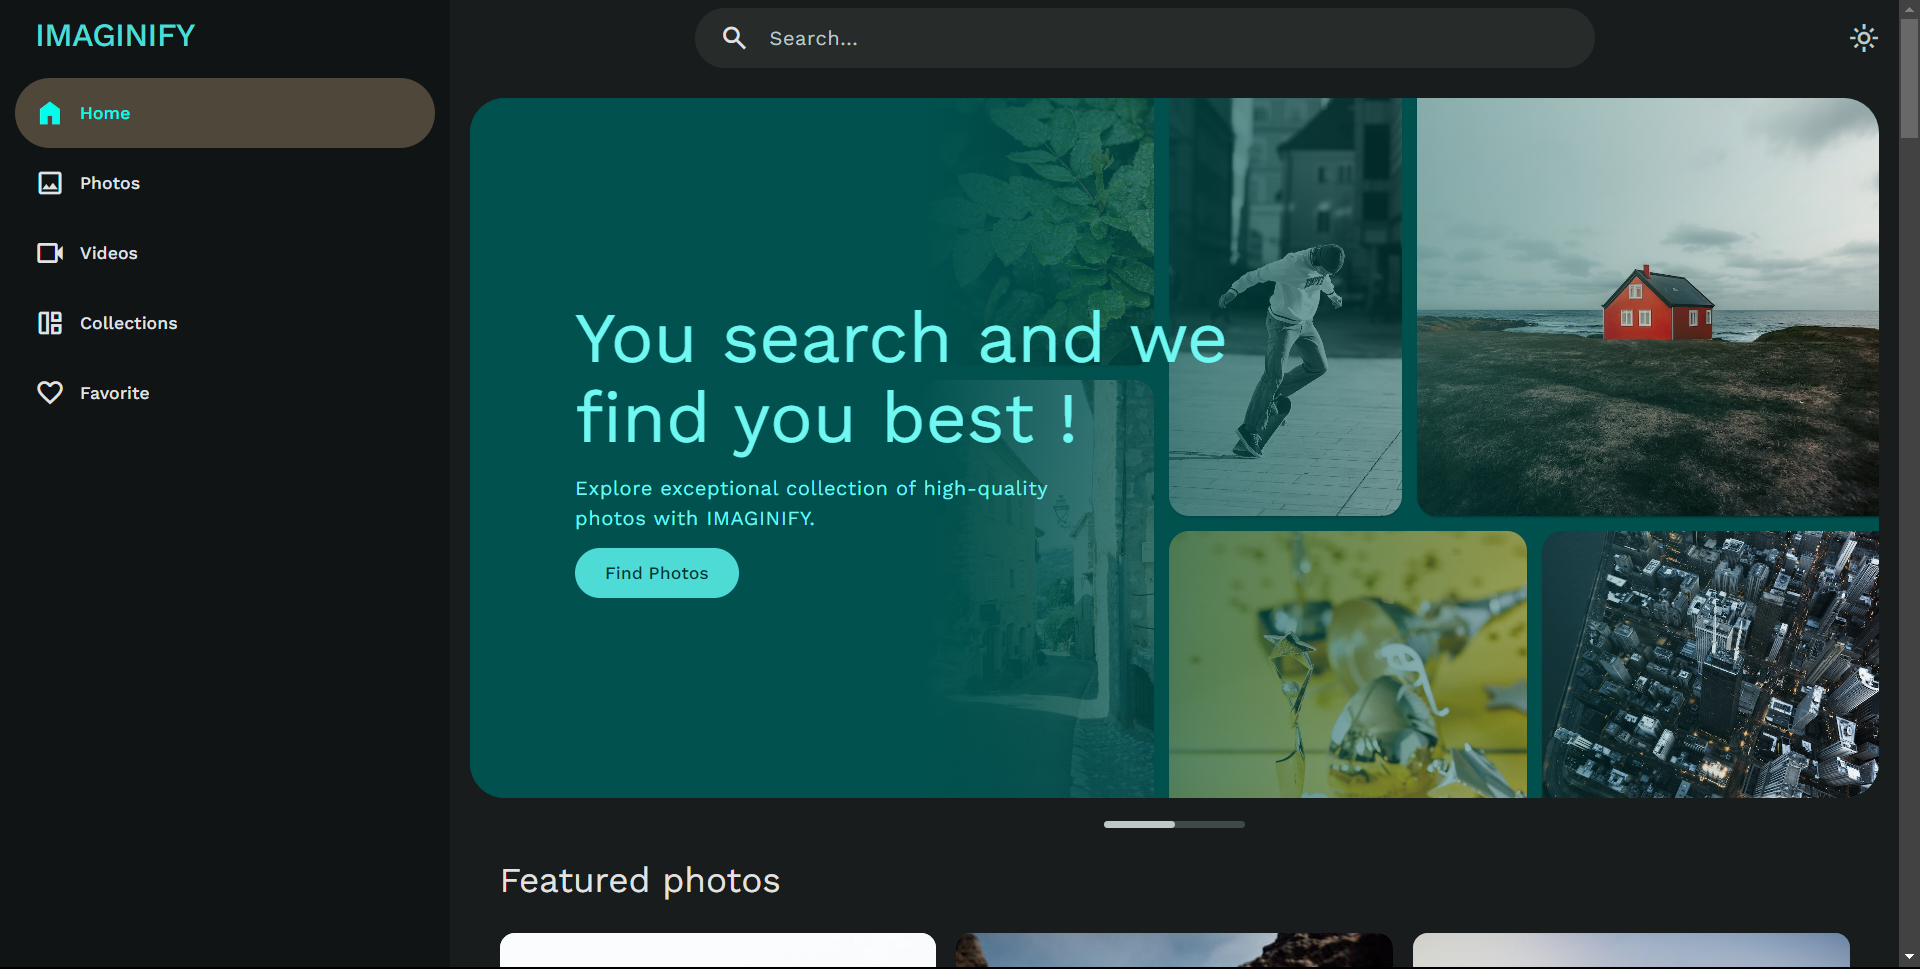 IMAGINIFY
Search...
Home
Photos
Videos
Collections
Favorite
You search and we
find you best !
Explore exceptional collection of high-quality
photos with IMAGINIFY.
Find Photos
Featured photos